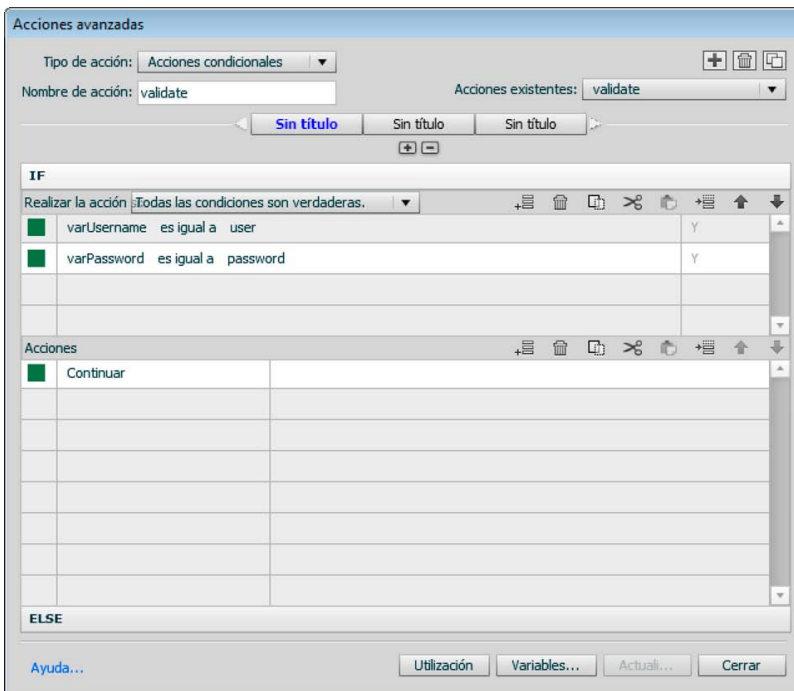 Acciones avanzadas
Tipo de acción: Acciones condicionales
Nombre de acción: validate Acciones existentes: validate
Sin título Sin título Sin título
IF
Realizar la acción Todas las condiciones son verdaderas.
varUsername es igual a user Y
varPassword es igual a password Y
Acciones
Continuar
ELSE
Ayuda... Utilización Variables... Actuali... Cerrar